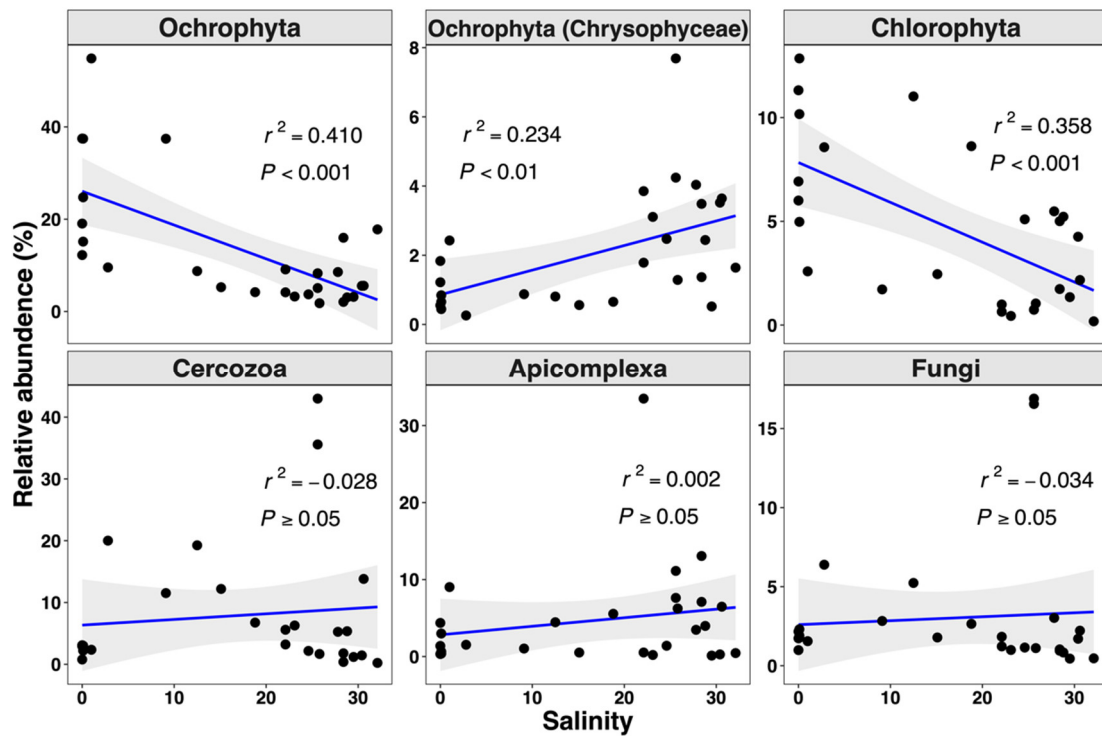 Ochrophyta
Ochrophyta (Chrysophyceae)
Chlorophyta
Relative abundance (%)
40
20
0
r² = 0.410
P < 0.001
8
6
4
2
0
r² = 0.234
P < 0.01
10
5
0
r² = 0.358
P < 0.001
Cercozoa
Apicomplexa
Fungi
40
30
20
10
0
r² = −0.028
P ≥ 0.05
30
20
10
0
r² = 0.002
P ≥ 0.05
15
10
5
0
r² = −0.034
P ≥ 0.05
0 10 20 30
0 10 20 30
0 10 20 30
Salinity